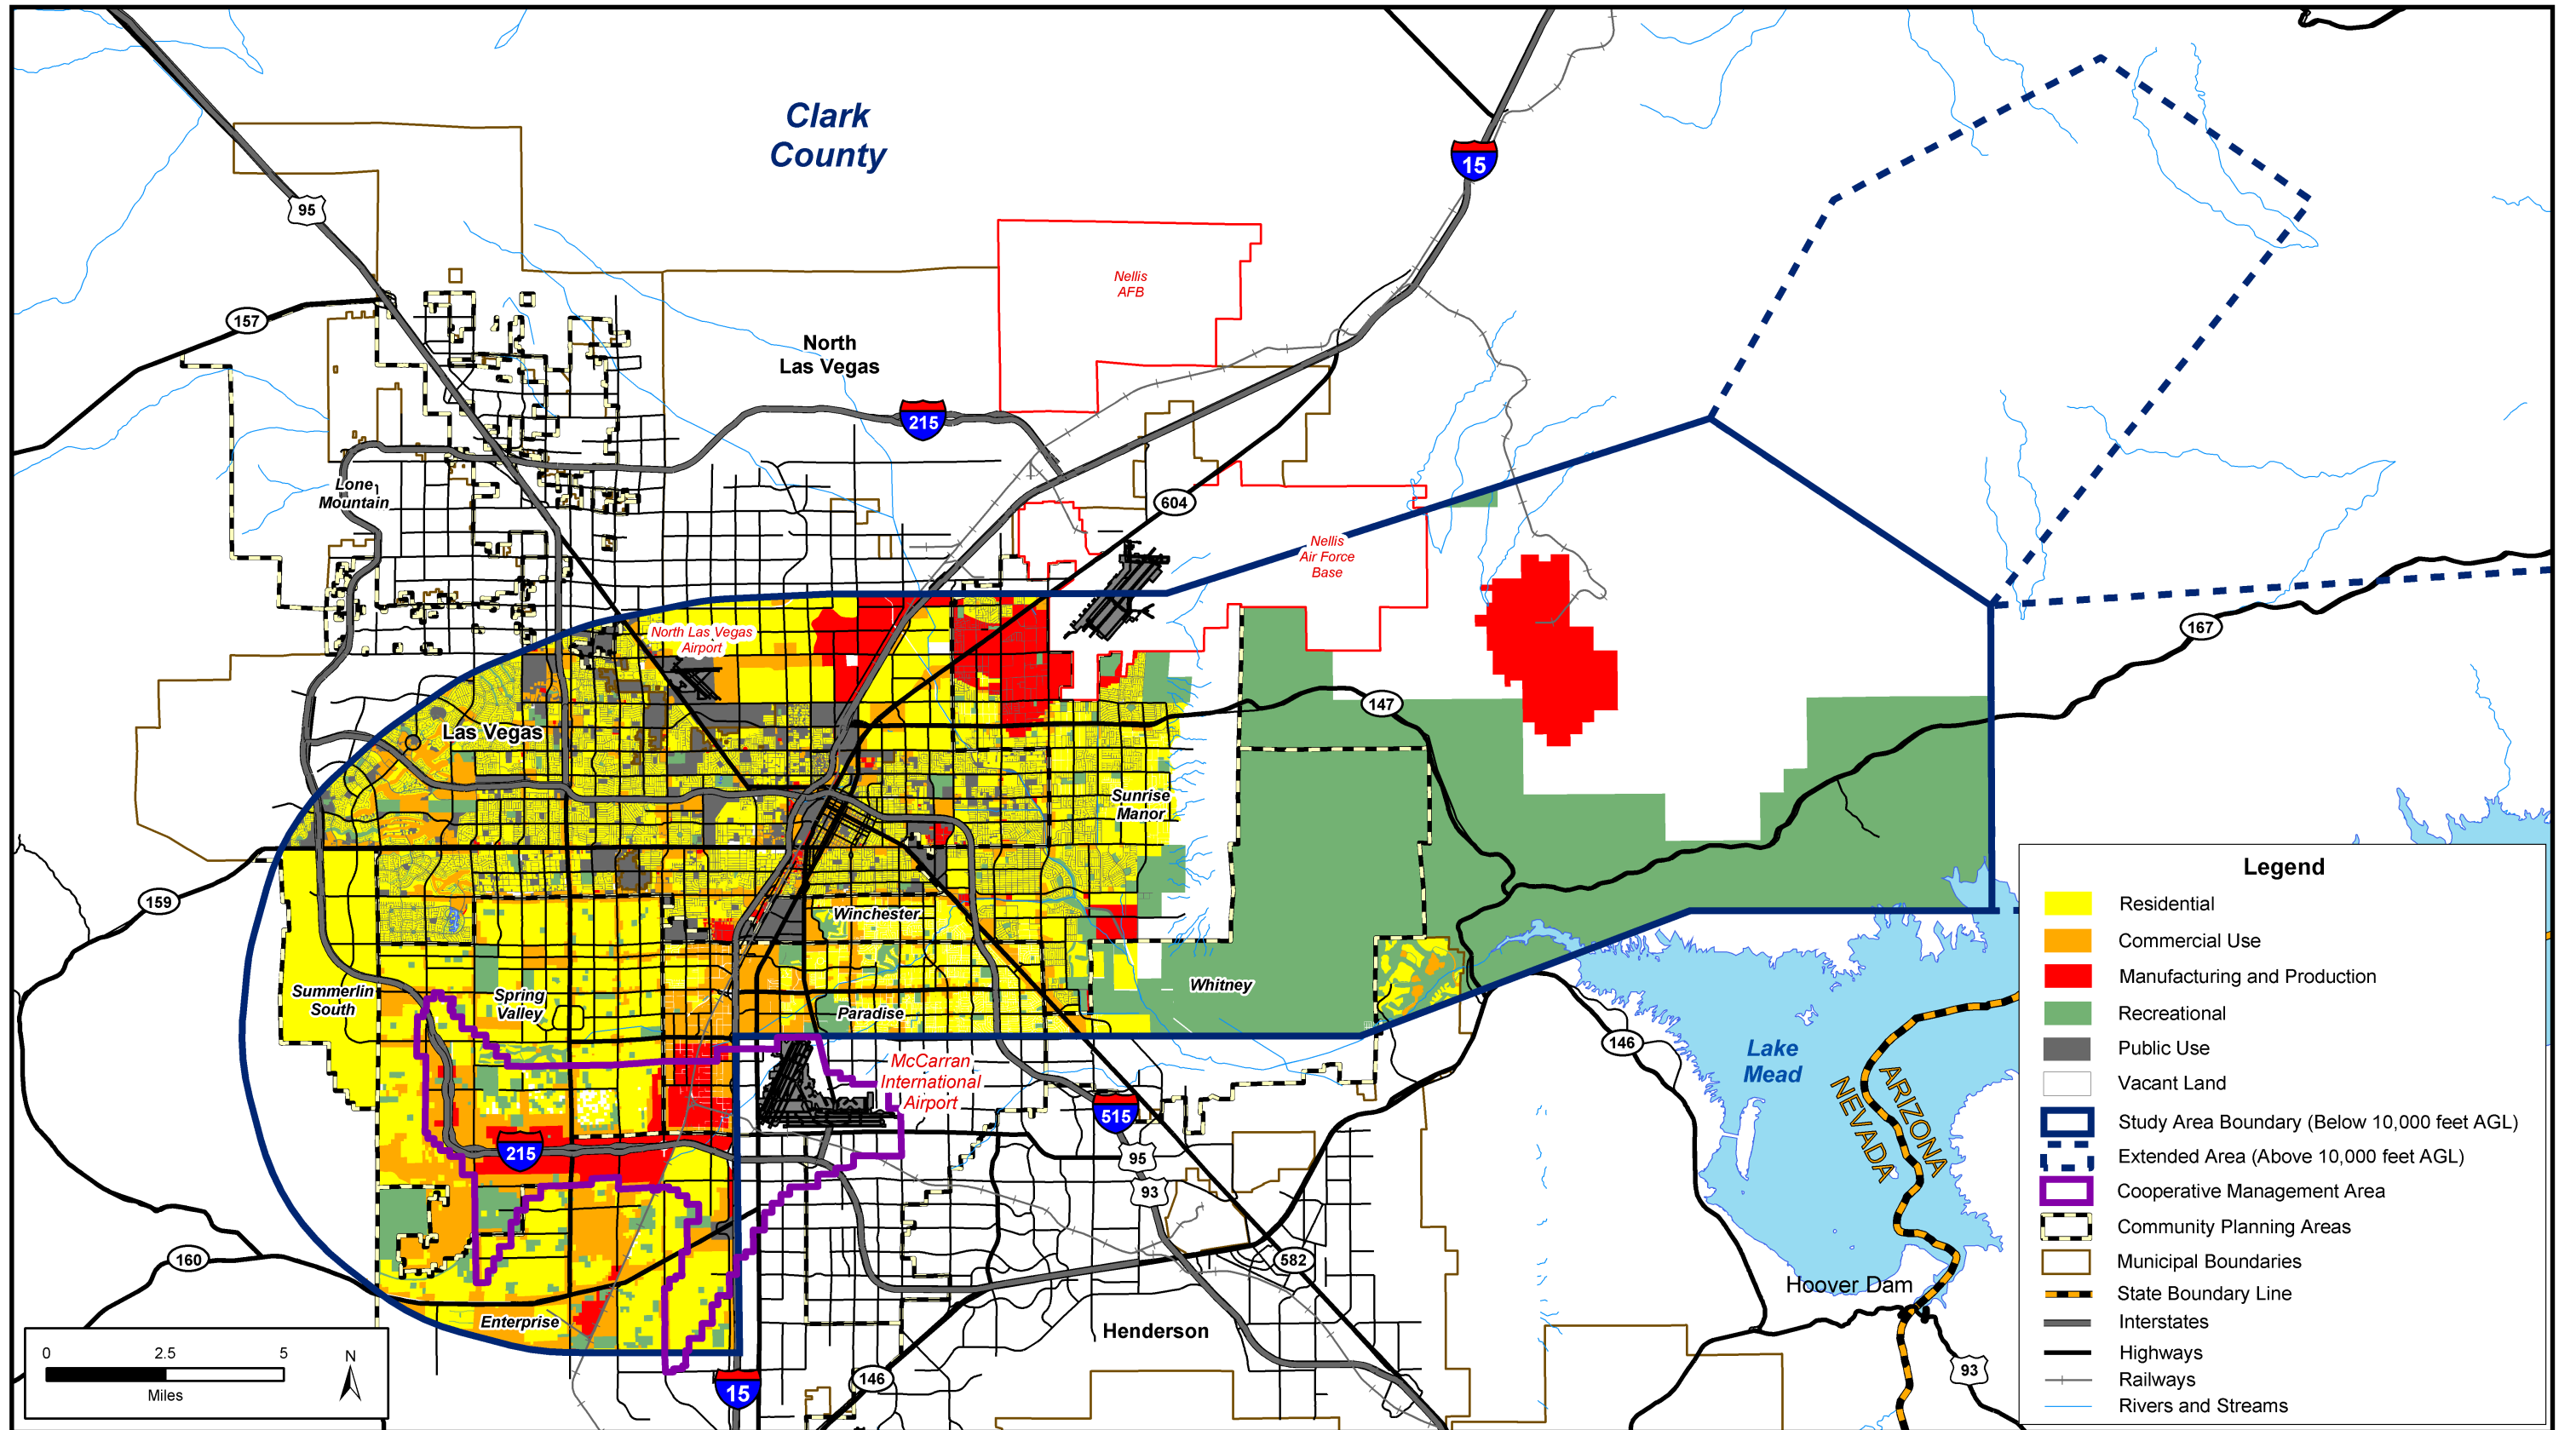 Clark
County
15
95
Nellis
AFB
157
North
Las Vegas
215
Lone
Mountain
604
Nellis
Air Force
Base
167
North Las Vegas
Airport
147
Las Vegas
Sunrise
Manor
159
Winchester
Whitney
Summerlin
South
Spring
Valley
Paradise
McCarran
International
Airport
146
Lake
Mead
ARIZONA
NEVADA
515
215
95
93
160
582
Hoover Dam
Enterprise
Henderson
146
15
93
0
2.5
5
Miles
N
Legend
Residential
Commercial Use
Manufacturing and Production
Recreational
Public Use
Vacant Land
Study Area Boundary (Below 10,000 feet AGL)
Extended Area (Above 10,000 feet AGL)
Cooperative Management Area
Community Planning Areas
Municipal Boundaries
State Boundary Line
Interstates
Highways
Railways
Rivers and Streams